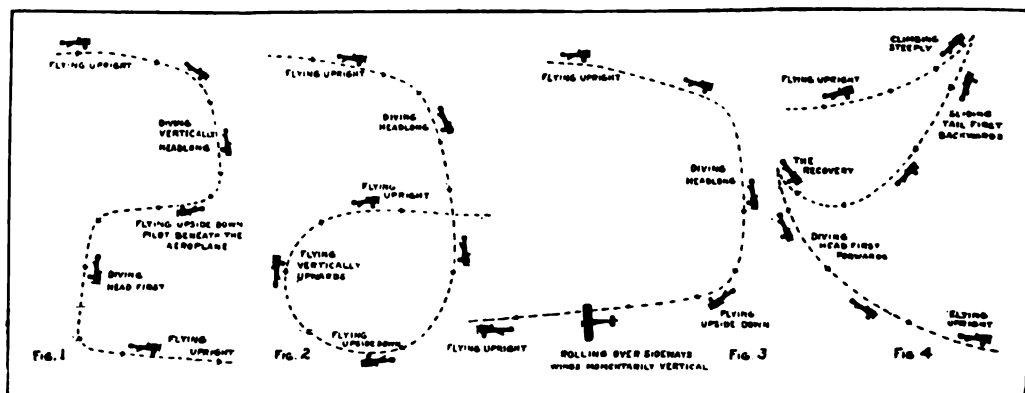 FLYING UPRIGHT
DIVING
VERTICALLY
HEADLONG
FLYING UPSIDE DOWN
PILOT BENEATH THE
AEROPLANE
DIVING
HEAD FIRST
FLYING
UPRIGHT
FIG. 1
FLYING UPRIGHT
DIVING
HEADLONG
FLYING
UPRIGHT
FLYING
VERTICALLY
UPWARDS
FLYING
UPSIDEDOWN
FIG. 2
FLYING UPRIGHT
DIVING
HEADLONG
FLYING
UPSIDE DOWN
FLYING UPRIGHT
ROLLING OVER SIDEWAYS
WINGS MOMENTARILY VERTICAL
FIG. 3
CLIMBING
STEEPLY
FLYING UPRIGHT
SLIDING
TAIL FIRST
BACKWARDS
THE
RECOVERY
DIVING
HEAD FIRST
FORWARDS
FLYING
UPRIGHT
FIG 4